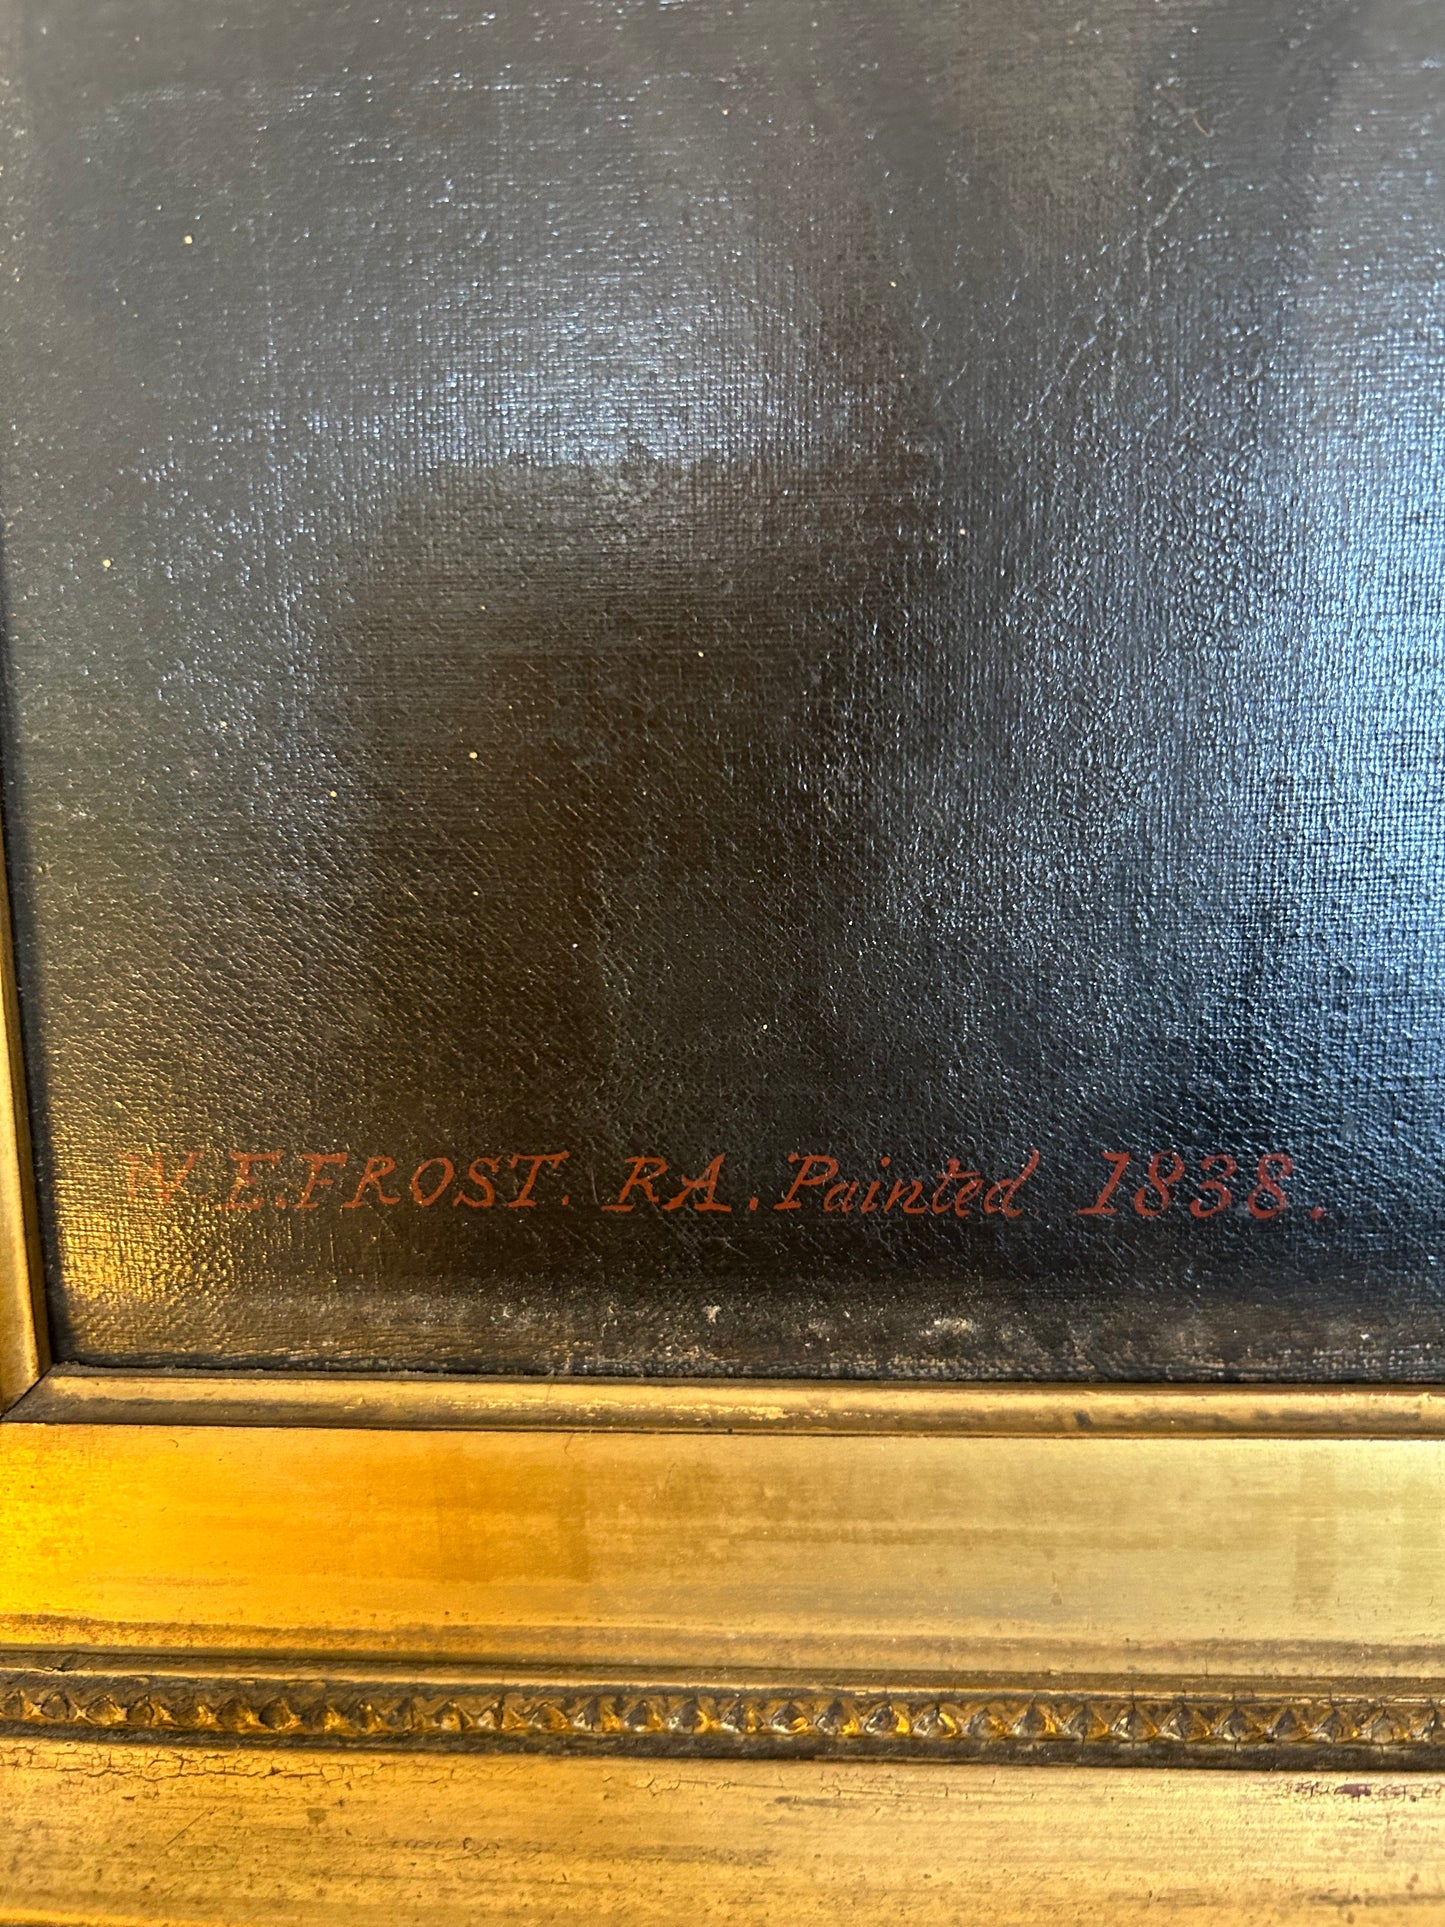 W.E.FROST. RA. Painted 1838.